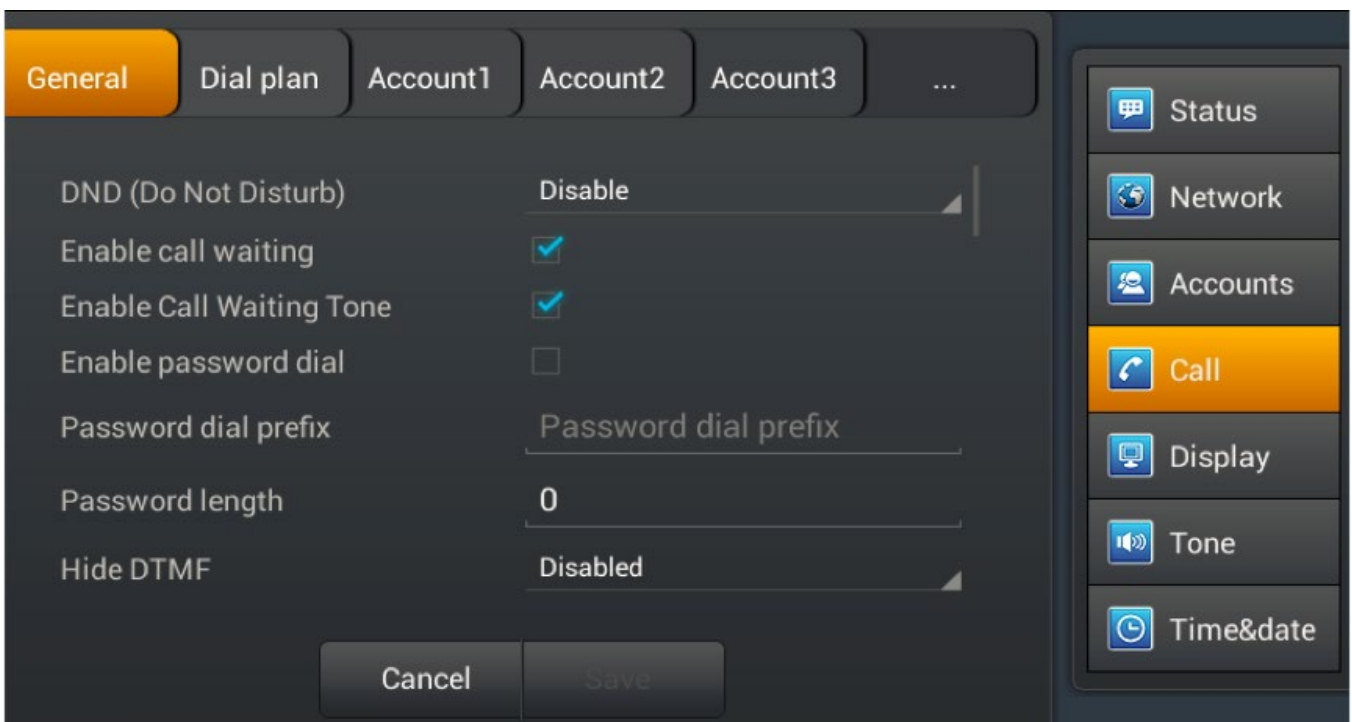 General Dial plan Account1 Account2 Account3 ...
DND (Do Not Disturb) Disable
Enable call waiting
Enable Call Waiting Tone
Enable password dial
Password dial prefix Password dial prefix
Password length 0
Hide DTMF Disabled
Cancel Save
Status
Network
Accounts
Call
Display
Tone
Time&date